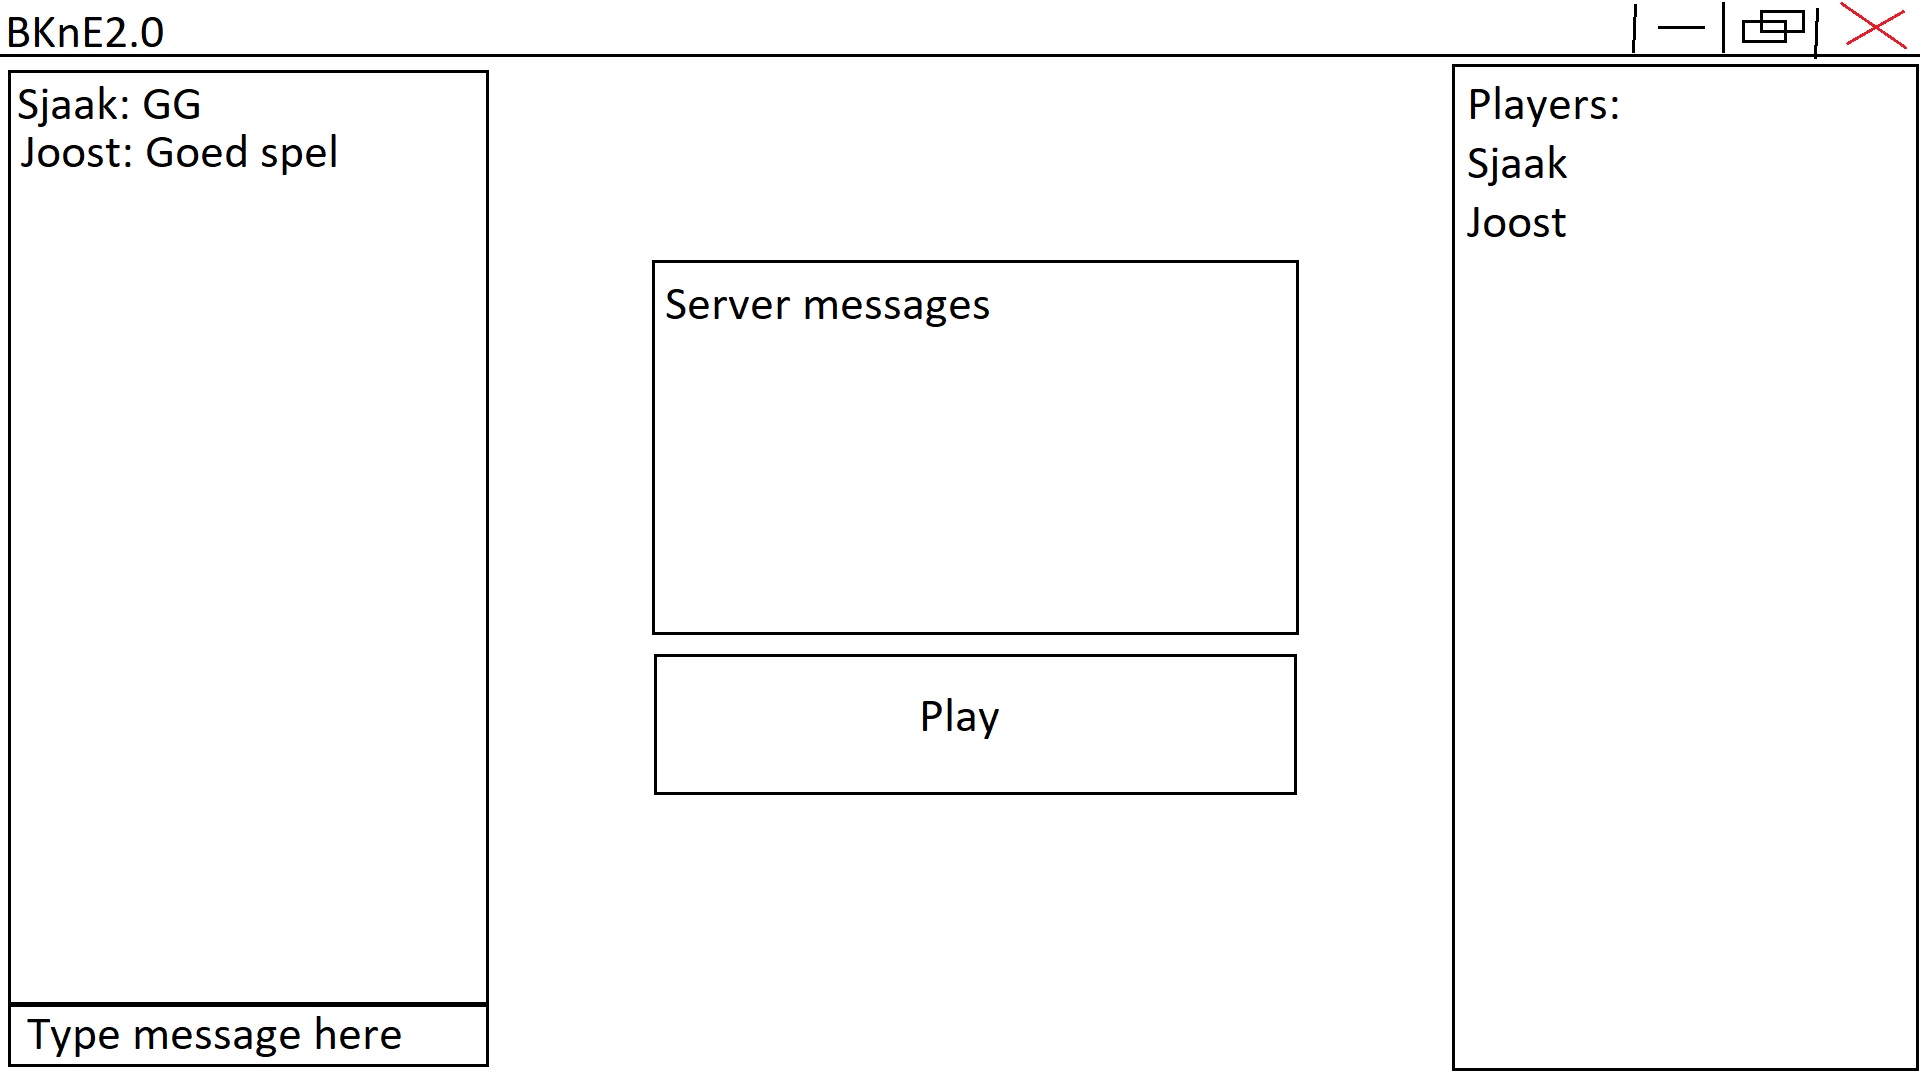 BKnE2.0
Sjaak: GG
Joost: Goed spel
Type message here
Server messages
Play
Players:
Sjaak
Joost